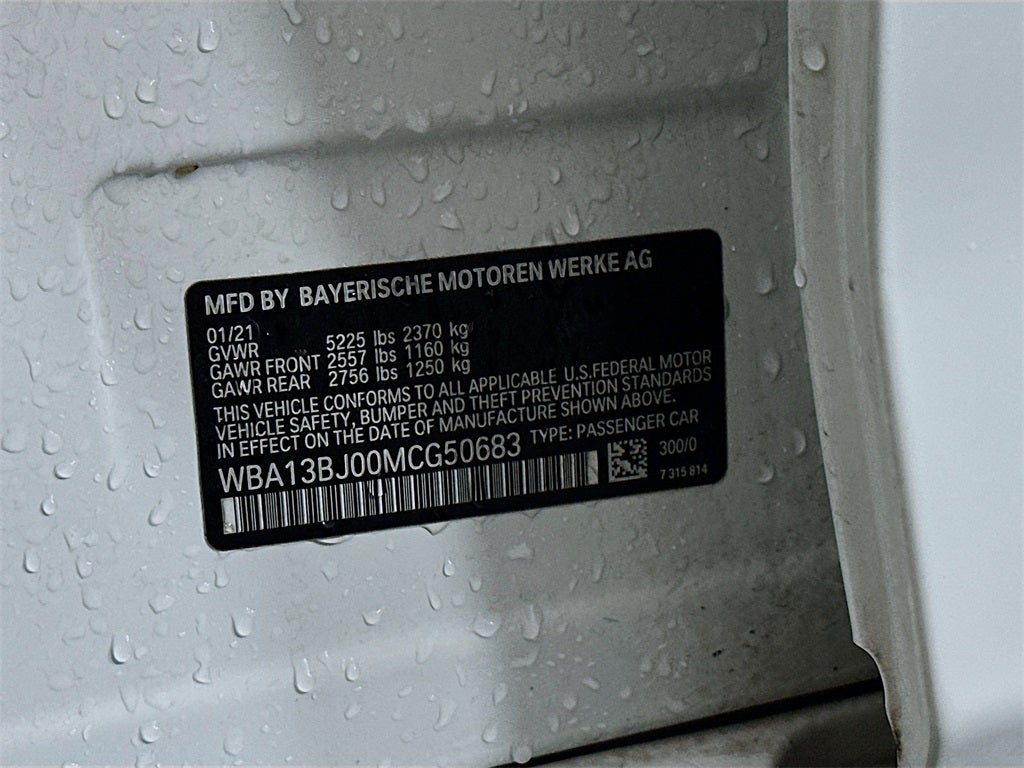 MFD BY BAYERISCHE MOTOREN WERKE AG
01/21
GVWR 5225 lbs 2370 kg
GAWR FRONT 2557 lbs 1160 kg
GAWR REAR 2756 lbs 1250 kg
THIS VEHICLE CONFORMS TO ALL APPLICABLE U.S.FEDERAL MOTOR
VEHICLE SAFETY, BUMPER AND THEFT PREVENTION STANDARDS
IN EFFECT ON THE DATE OF MANUFACTURE SHOWN ABOVE.
WBA13BJ00MCG50683 TYPE: PASSENGER CAR
300/0
7 315 814